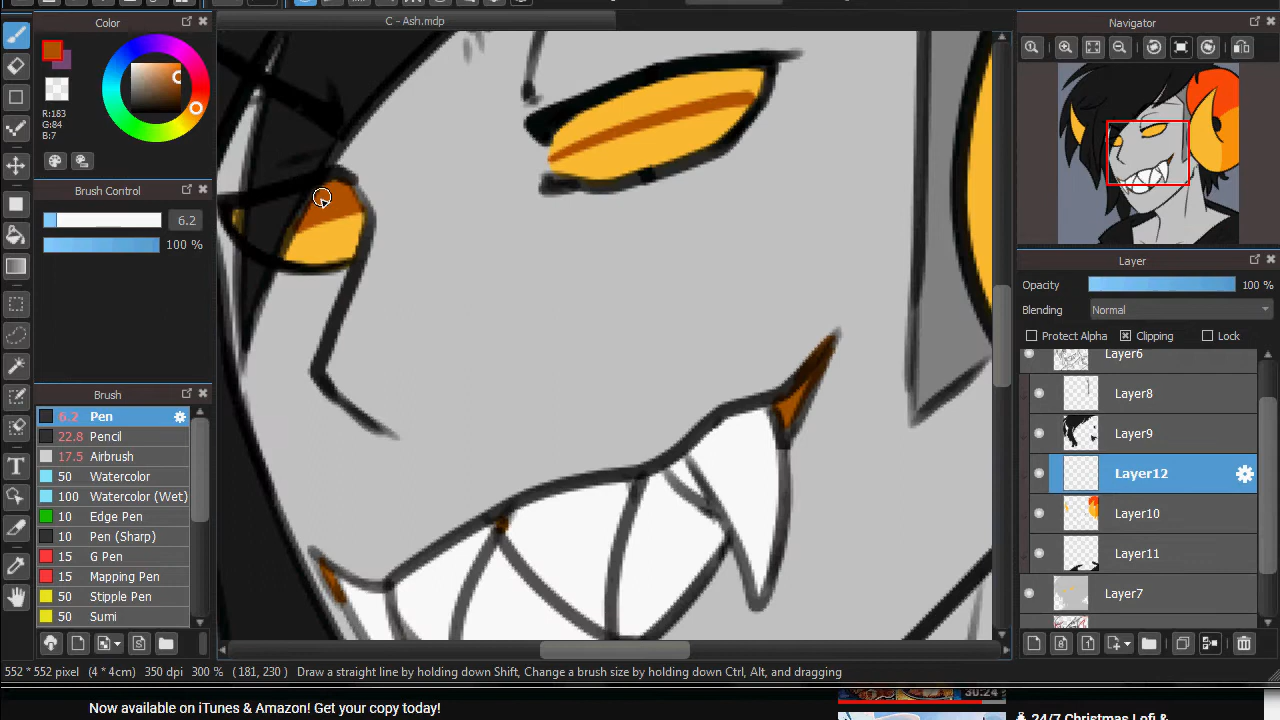 C - Ash.mdp
Color
Navigator
R:183
G:84
B:7
Brush Control
6.2
100 %
Brush
6.2 Pen
22.8 Pencil
17.5 Airbrush
50 Watercolor
100 Watercolor (Wet)
10 Edge Pen
10 Pen (Sharp)
15 G Pen
15 Mapping Pen
50 Stipple Pen
50 Sumi
Layer
Opacity 100 %
Blending Normal
Protect Alpha Clipping Lock
Layer6
Layer8
Layer9
Layer12
Layer10
Layer11
Layer7
552 * 552 pixel (4 * 4cm) 350 dpi 300 % (181, 230) Draw a straight line by holding down Shift, Change a brush size by holding down Ctrl, Alt, and dragging
Now available on iTunes & Amazon! Get your copy today!
30:24
24/7 Christmas Lofi &